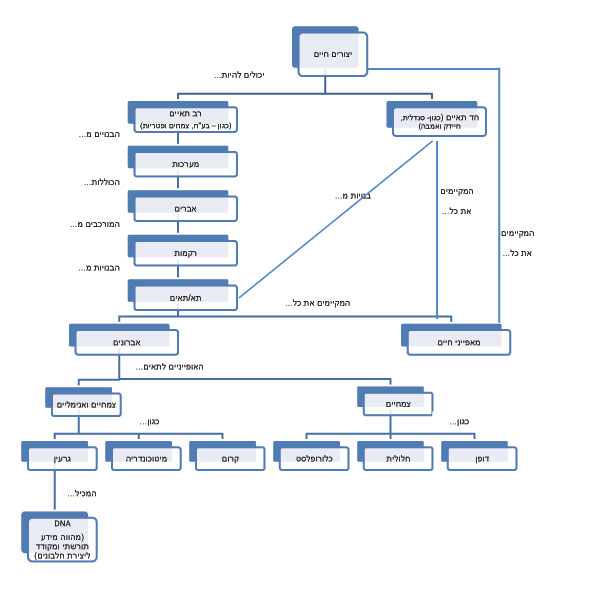 יצורים חיים
יכולים להיות...
רב תאיים
(כגון – בע"ח, צמחים ופטריות)
חד תאיים (כגון- סנדלית,
חיידק ואמבה)
הבנויים מ...
מערכות
הכוללות...
אברים
המורכבים מ...
רקמות
הבנויות מ...
תא/תאים
בנויות מ...
המקיימים
את כל...
המקיימים
את כל...
המקיימים את כל...
אברונים
מאפייני חיים
האופייניים לתאים...
צמחיים ואנימליים
צמחיים
כגון...
כגון...
גרעין
מיטוכונדריה
קרום
כלורופלסט
חלולית
דופן
המכיל...
DNA
(מהווה מידע
תורשתי ומקודד
ליצירת חלבונים)